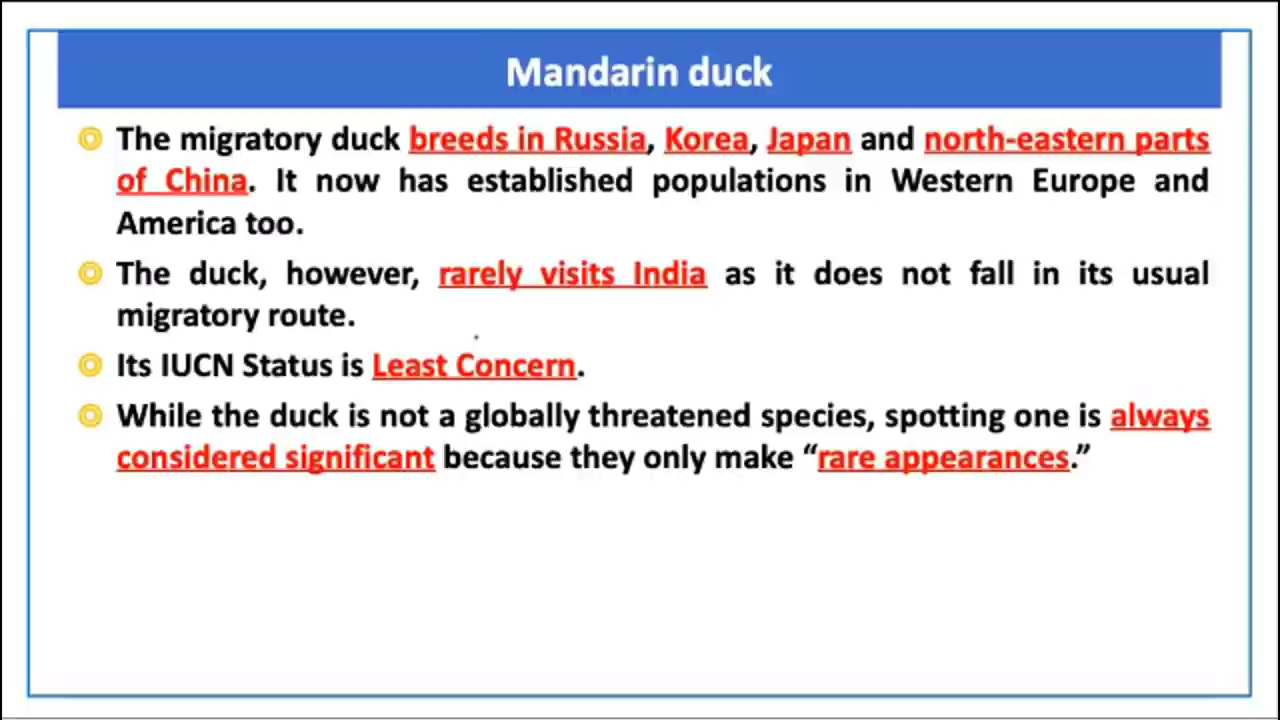 Mandarin duck
The migratory duck breeds in Russia, Korea, Japan and north-eastern parts
of China. It now has established populations in Western Europe and
America too.
The duck, however, rarely visits India as it does not fall in its usual
migratory route.
Its IUCN Status is Least Concern.
While the duck is not a globally threatened species, spotting one is always
considered significant because they only make “rare appearances.”